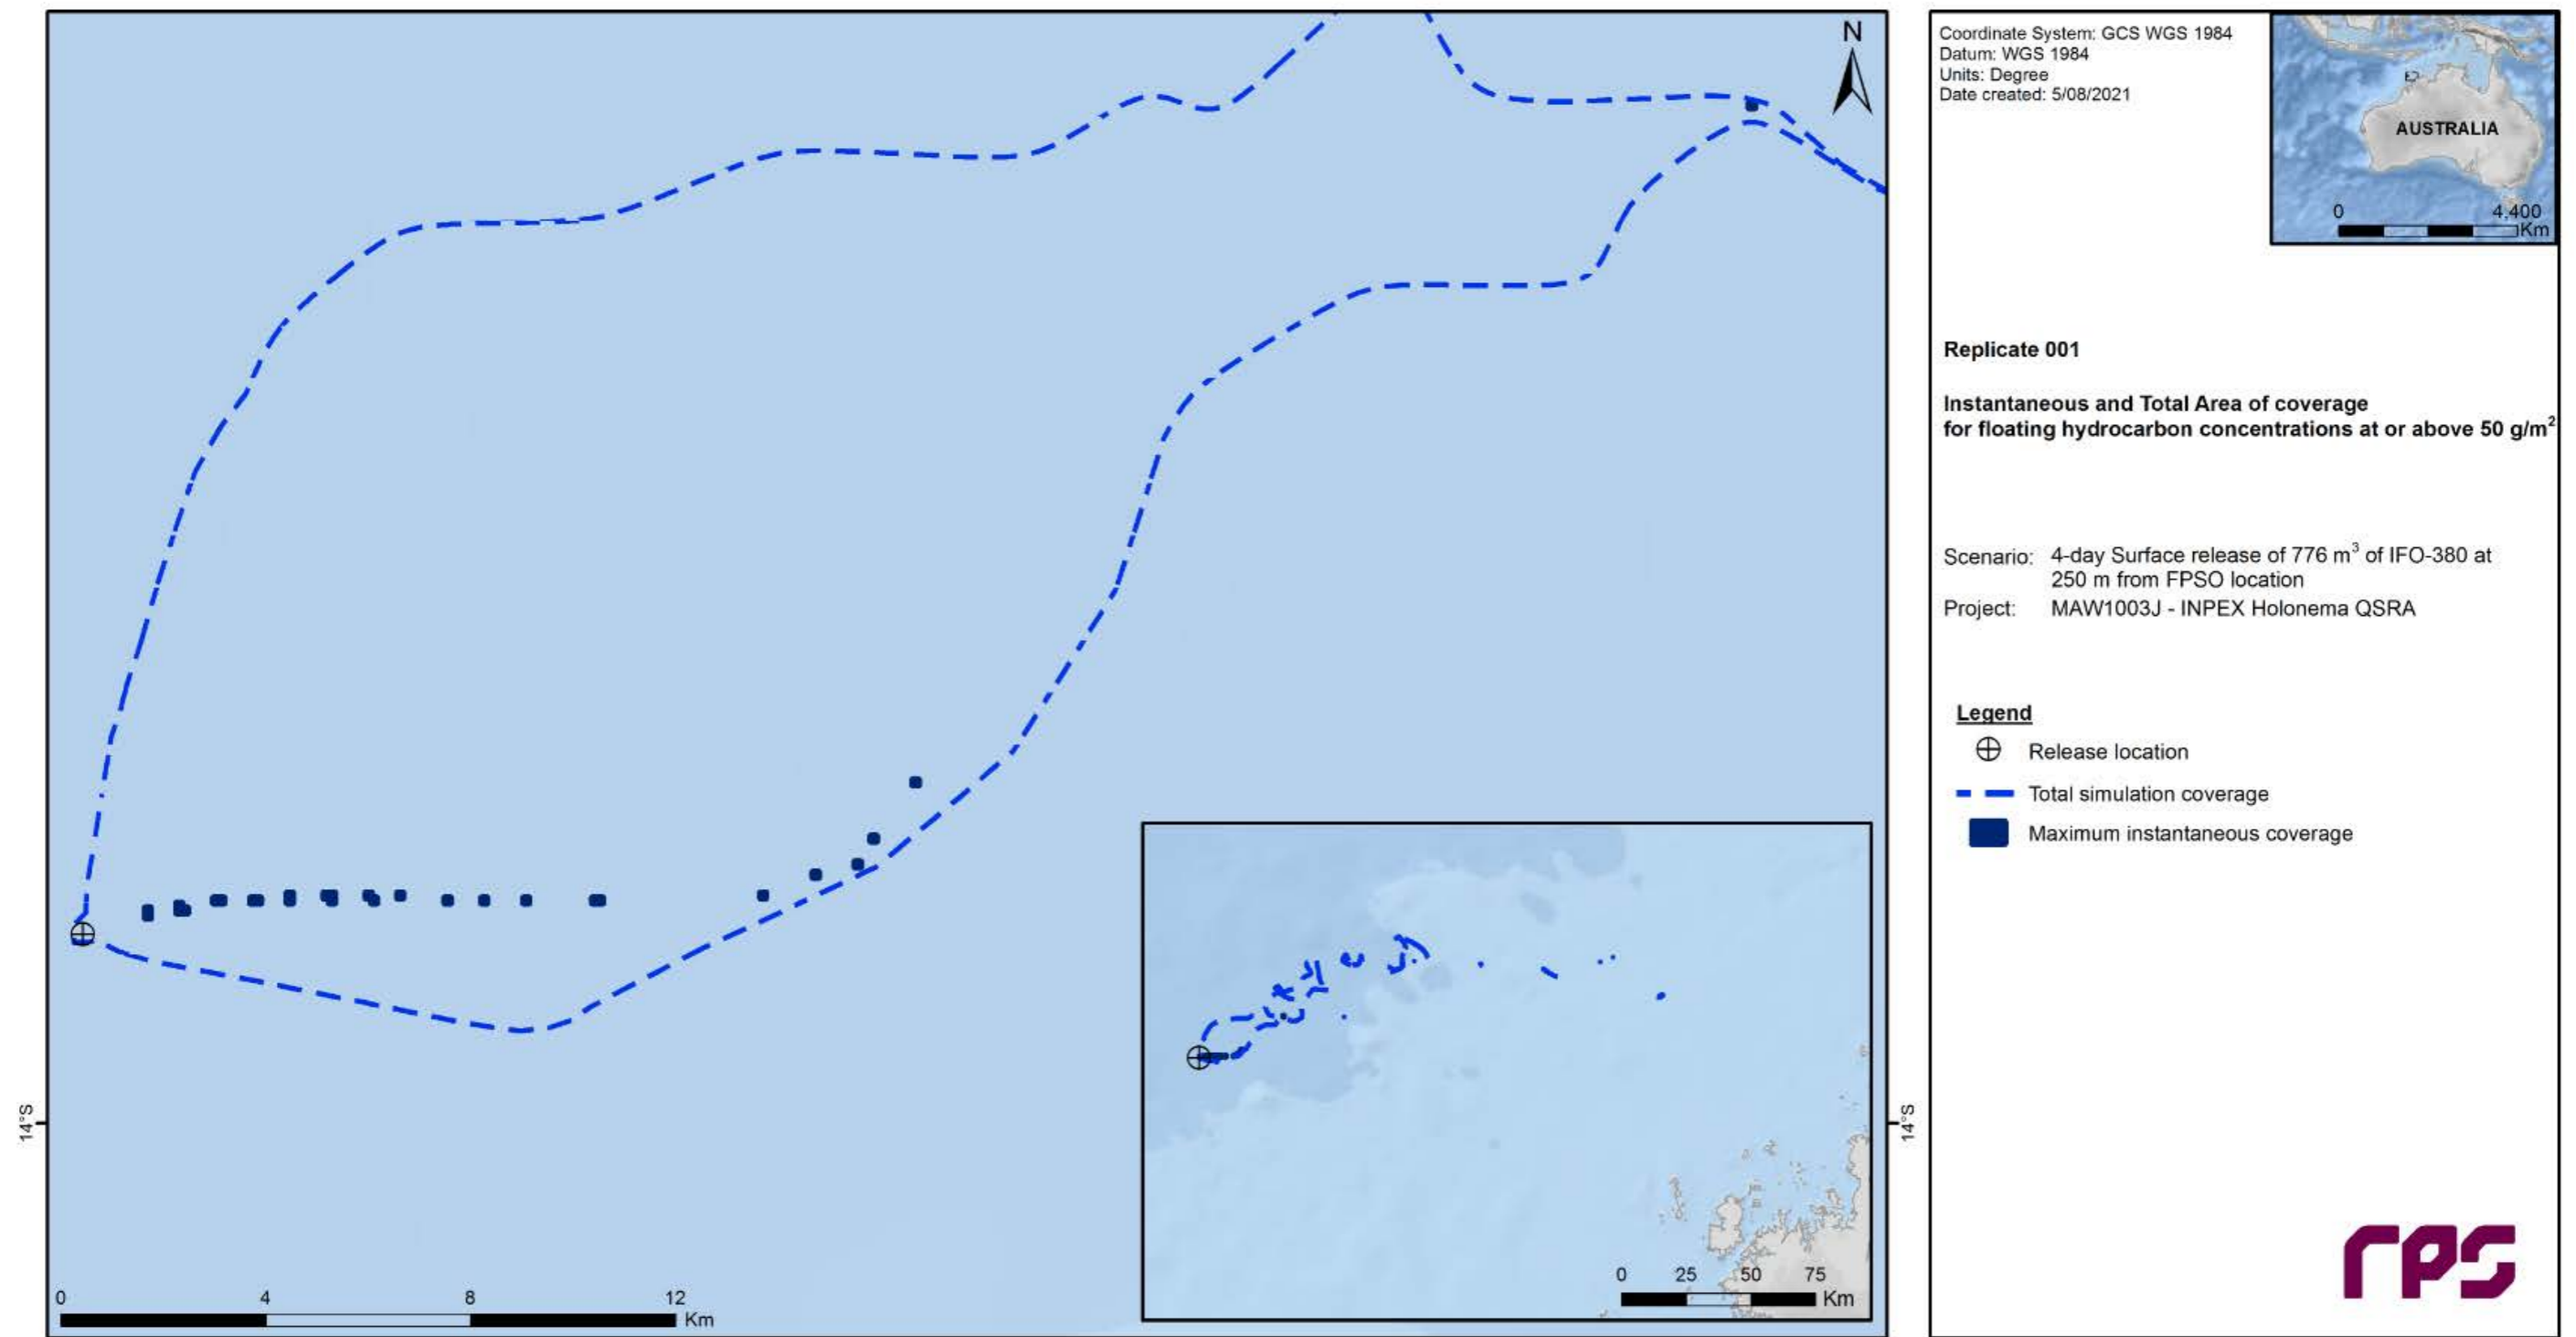 N
14°S
14°S
0 4 8 12
Km
0 25 50 75
Km
Coordinate System: GCS WGS 1984
Datum: WGS 1984
Units: Degree
Date created: 5/08/2021
AUSTRALIA
0 4,400
Km
Replicate 001
Instantaneous and Total Area of coverage
for floating hydrocarbon concentrations at or above 50 g/m²
Scenario: 4-day Surface release of 776 m³ of IFO-380 at
250 m from FPSO location
Project: MAW1003J - INPEX Holonema QSRA
Legend
Release location
Total simulation coverage
Maximum instantaneous coverage
rps